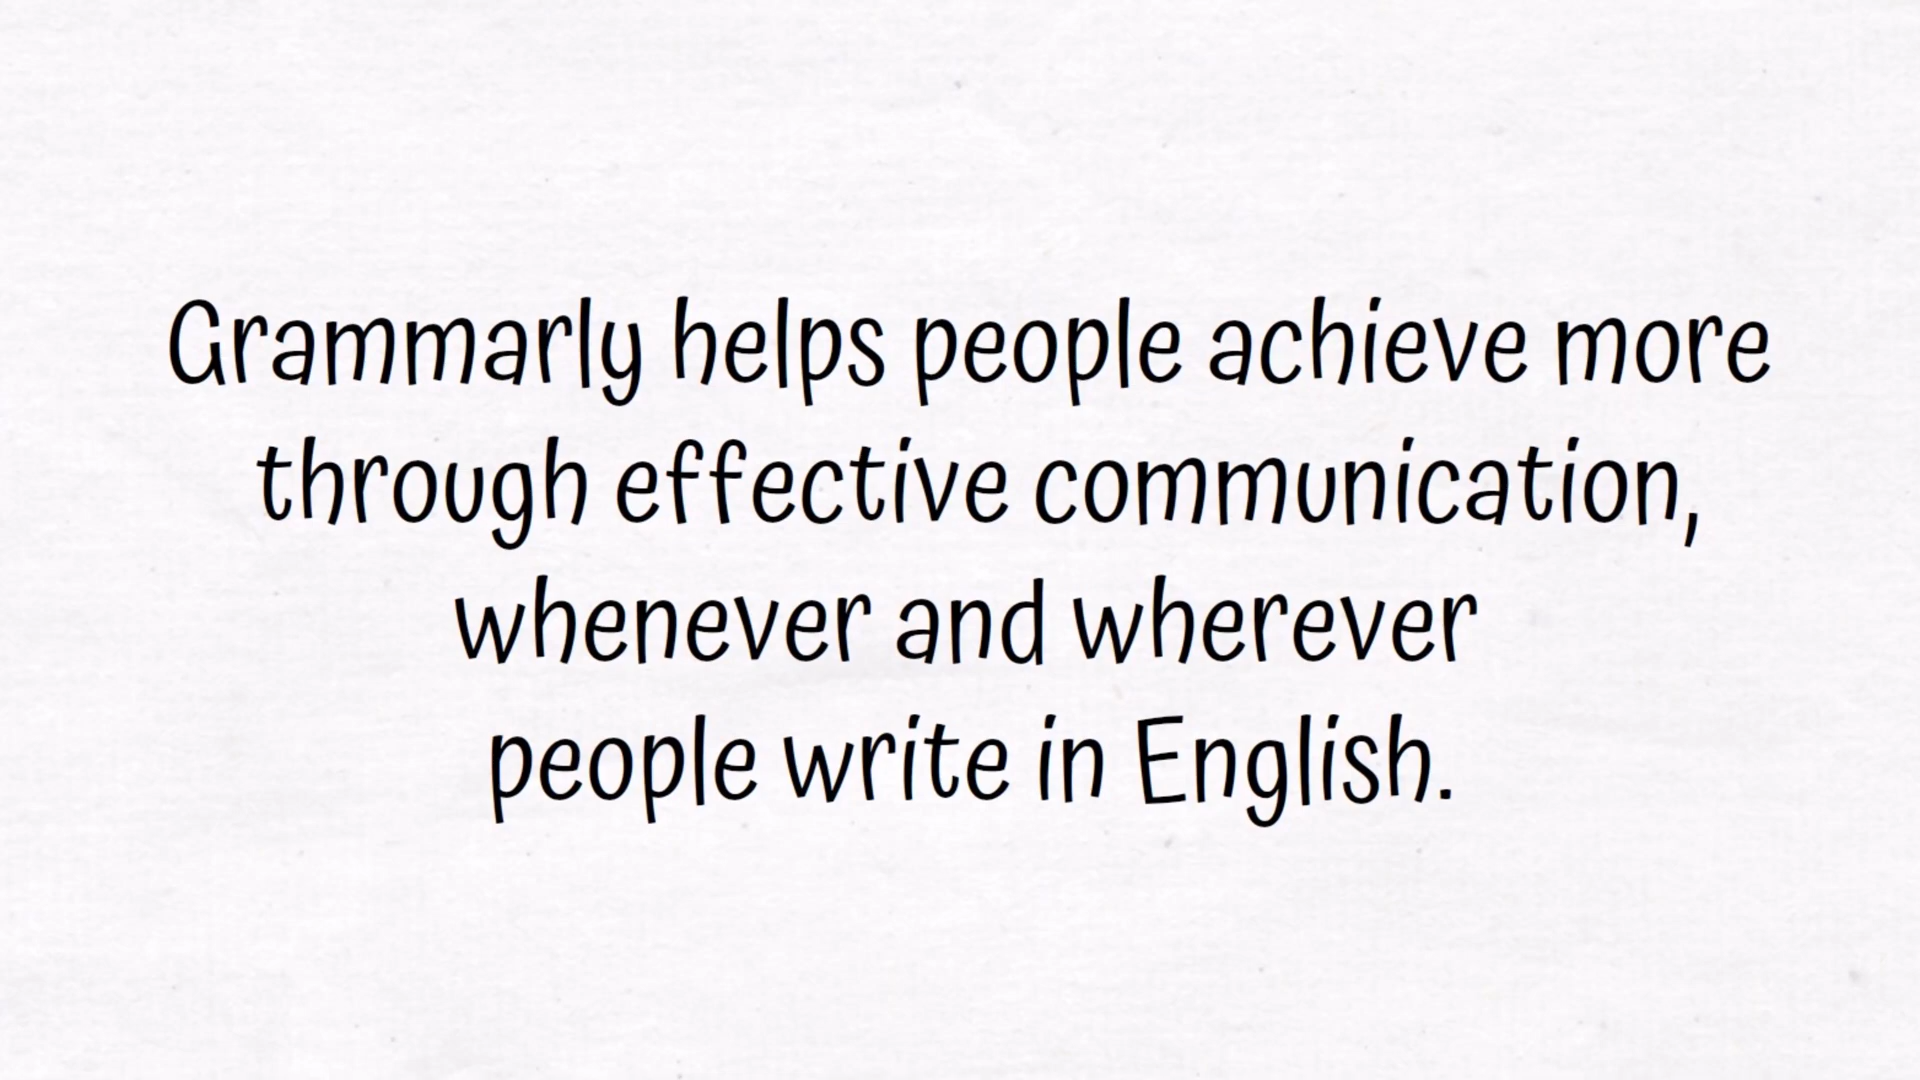 Grammarly helps people achieve more
through effective communication,
whenever and wherever
people write in English.